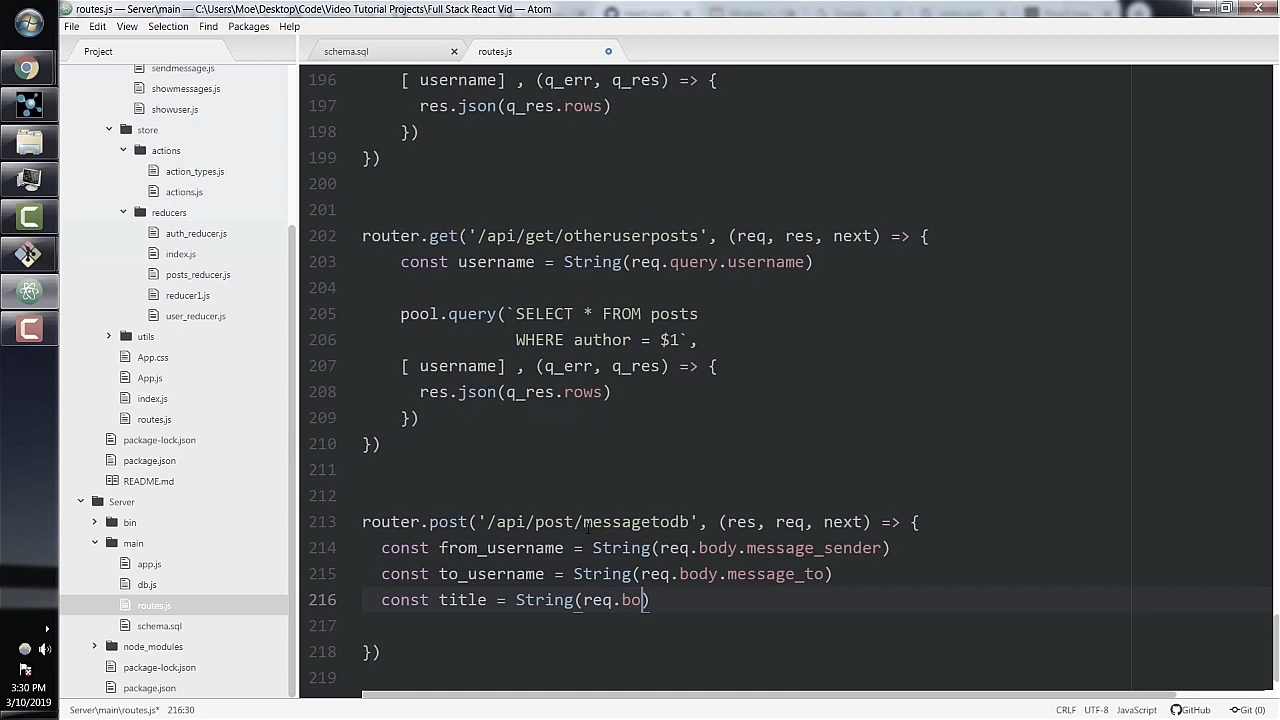 routes.js — Server\main — C:\Users\Moe\Desktop\Code\Video Tutorial Projects\Full Stack React Vid — Atom
File Edit View Selection Find Packages Help
Project
schema.sql
routes.js
sendmessage.js
showmessages.js
showuser.js
store
actions
action_types.js
actions.js
reducers
auth_reducer.js
index.js
posts_reducer.js
reducer1.js
user_reducer.js
utils
App.css
App.js
index.js
routes.js
package-lock.json
package.json
README.md
Server
bin
main
app.js
db.js
routes.js
schema.sql
node_modules
package-lock.json
package.json
196 [ username] , (q_err, q_res) => {
197 res.json(q_res.rows)
198 })
199 })
200
201
202 router.get('/api/get/otheruserposts', (req, res, next) => {
203 const username = String(req.query.username)
204
205 pool.query(`SELECT * FROM posts
206 WHERE author = $1`,
207 [ username] , (q_err, q_res) => {
208 res.json(q_res.rows)
209 })
210 })
211
212
213 router.post('/api/post/messagetodb', (res, req, next) => {
214 const from_username = String(req.body.message_sender)
215 const to_username = String(req.body.message_to)
216 const title = String(req.bo)
217
218 })
219
3:30 PM
3/10/2019
Server\main\routes.js* 216:30
CRLF UTF-8 JavaScript GitHub Git (0)